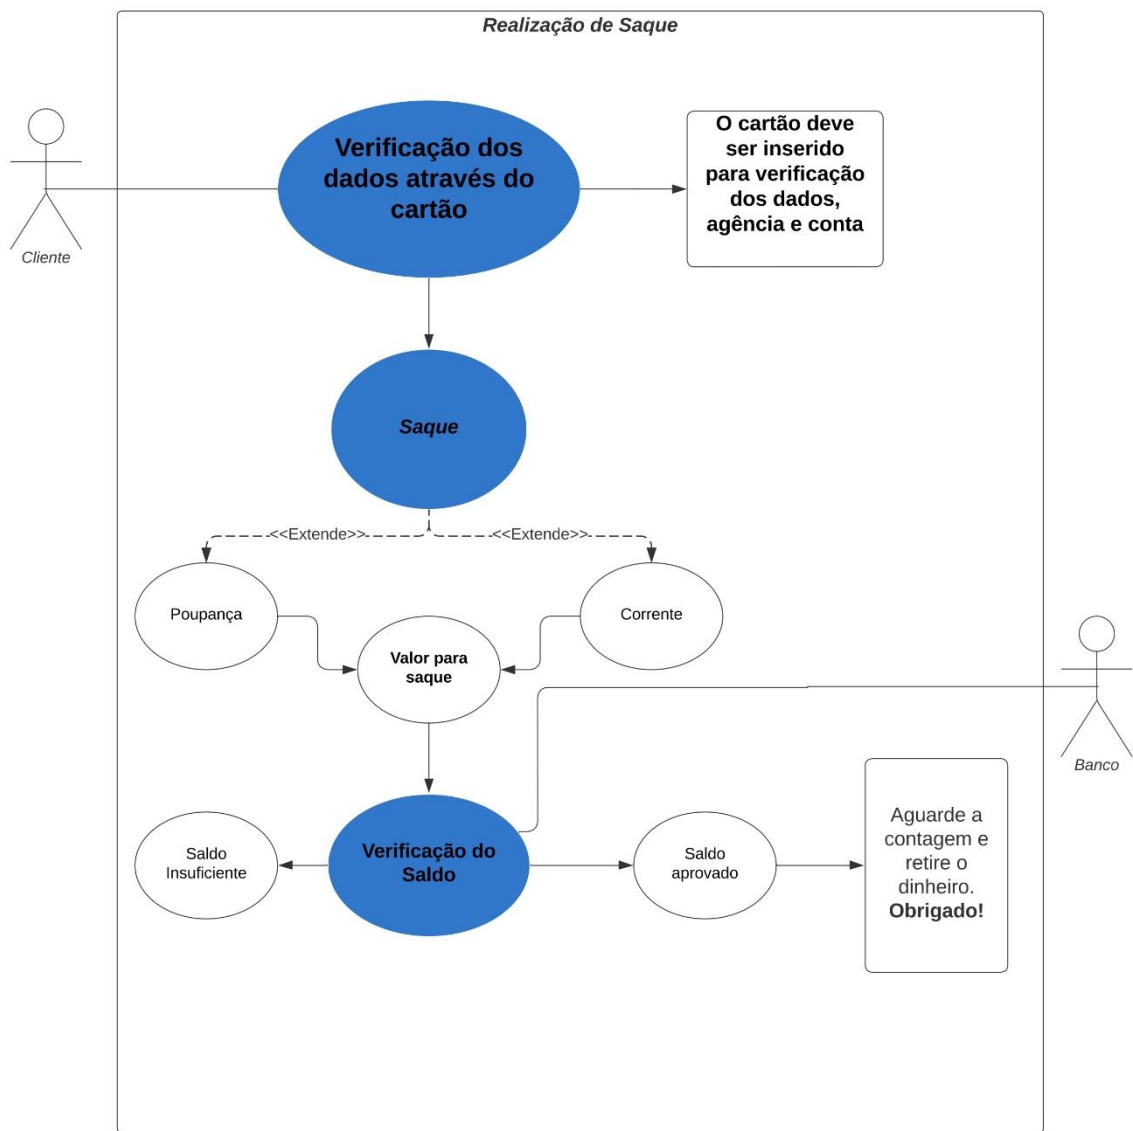 Realização de Saque
Verificação dos
dados através do
cartão
O cartão deve
ser inserido
para verificação
dos dados,
agência e conta
Cliente
Saque
<<Extende>>
<<Extende>>
Poupança
Corrente
Valor para
saque
Banco
Verificação do
Saldo
Saldo
Insuficiente
Saldo
aprovado
Aguarde a
contagem e
retire o
dinheiro.
Obrigado!